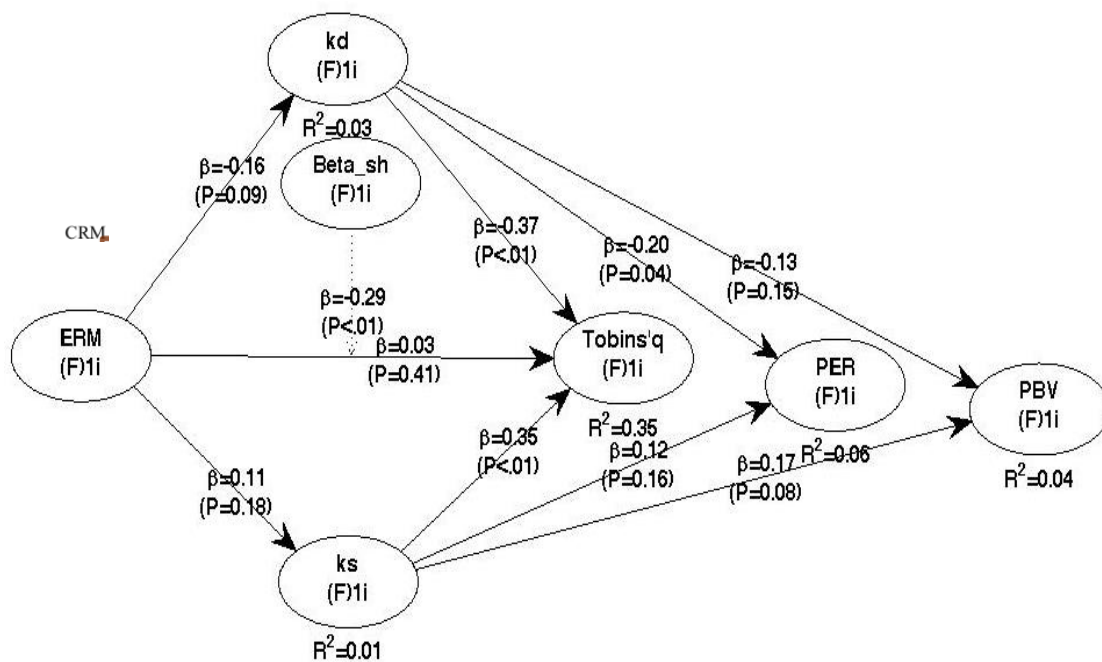 kd
(F)1i
R²=0.03
Beta_sh
(F)1i
β=-0.16
(P=0.09)
CRM
β=-0.37
(P<.01)
β=-0.20
(P=0.04)
β=-0.13
(P=0.15)
β=-0.29
(P<.01)
ERM
(F)1i
β=0.03
(P=0.41)
Tobins'q
(F)1i
R²=0.35
PER
(F)1i
R²=0.06
PBV
(F)1i
R²=0.04
β=0.11
(P=0.18)
β=0.35
(P<.01)
β=0.12
(P=0.16)
β=0.17
(P=0.08)
ks
(F)1i
R²=0.01